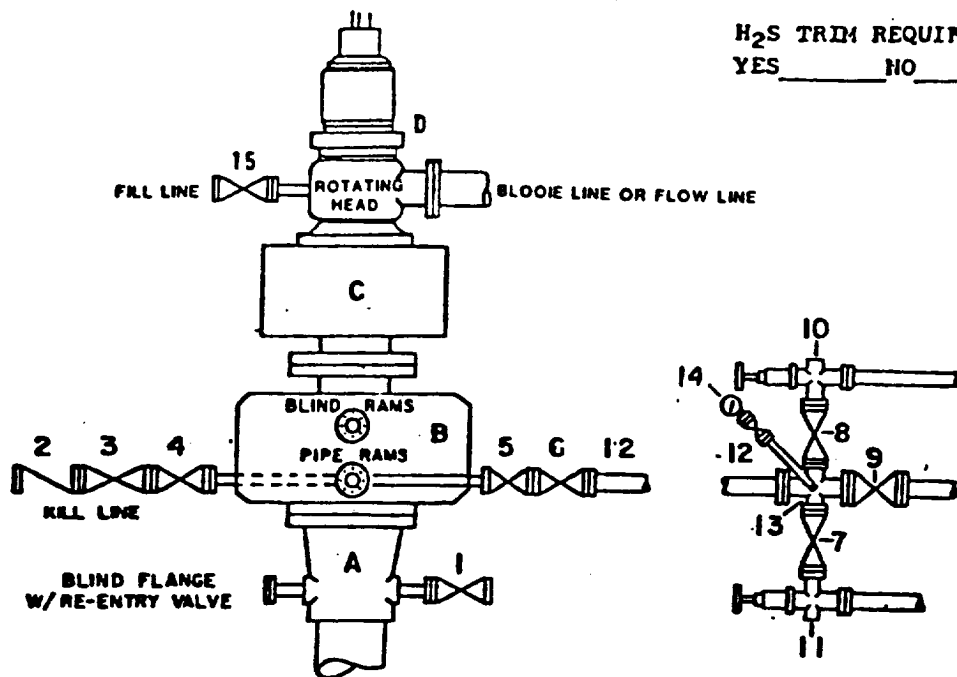 H₂S TRIM REQUIR
YES________NO____
D
15
FILL LINE
ROTATING
HEAD
BLOOIE LINE OR FLOW LINE
C
10
14
BLIND RAMS
B
8
PIPE RAMS
2 3 4
5 6 12
12
9
KILL LINE
13
7
A
1
BLIND FLANGE
W/RE-ENTRY VALVE
11